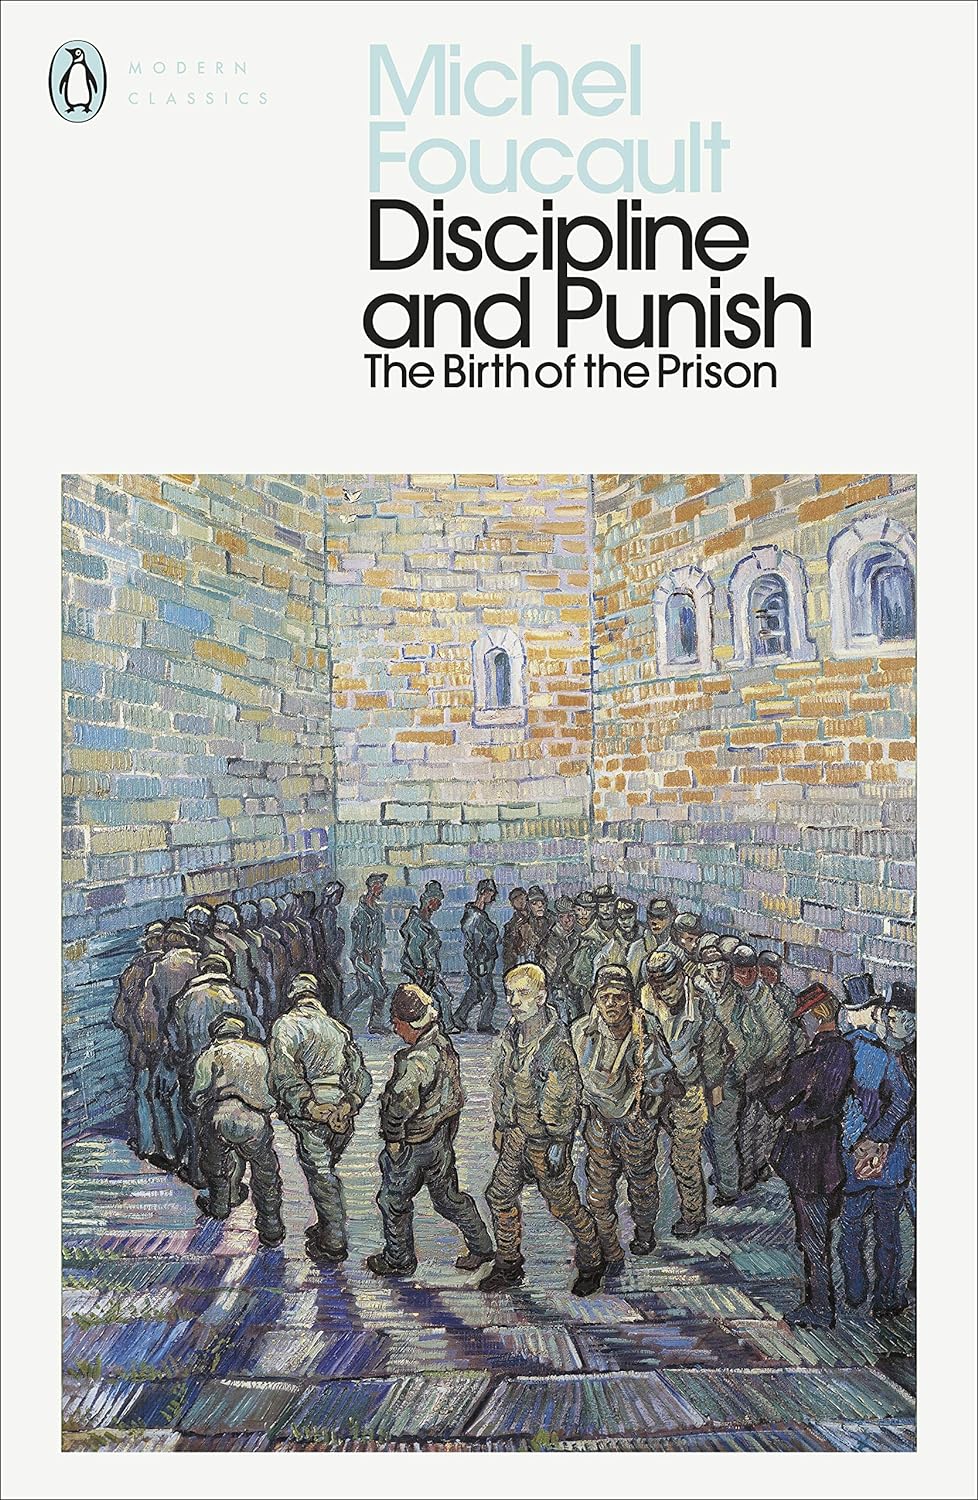 MODERN
CLASSICS
Michel
Foucault
Discipline
and Punish
The Birth of the Prison